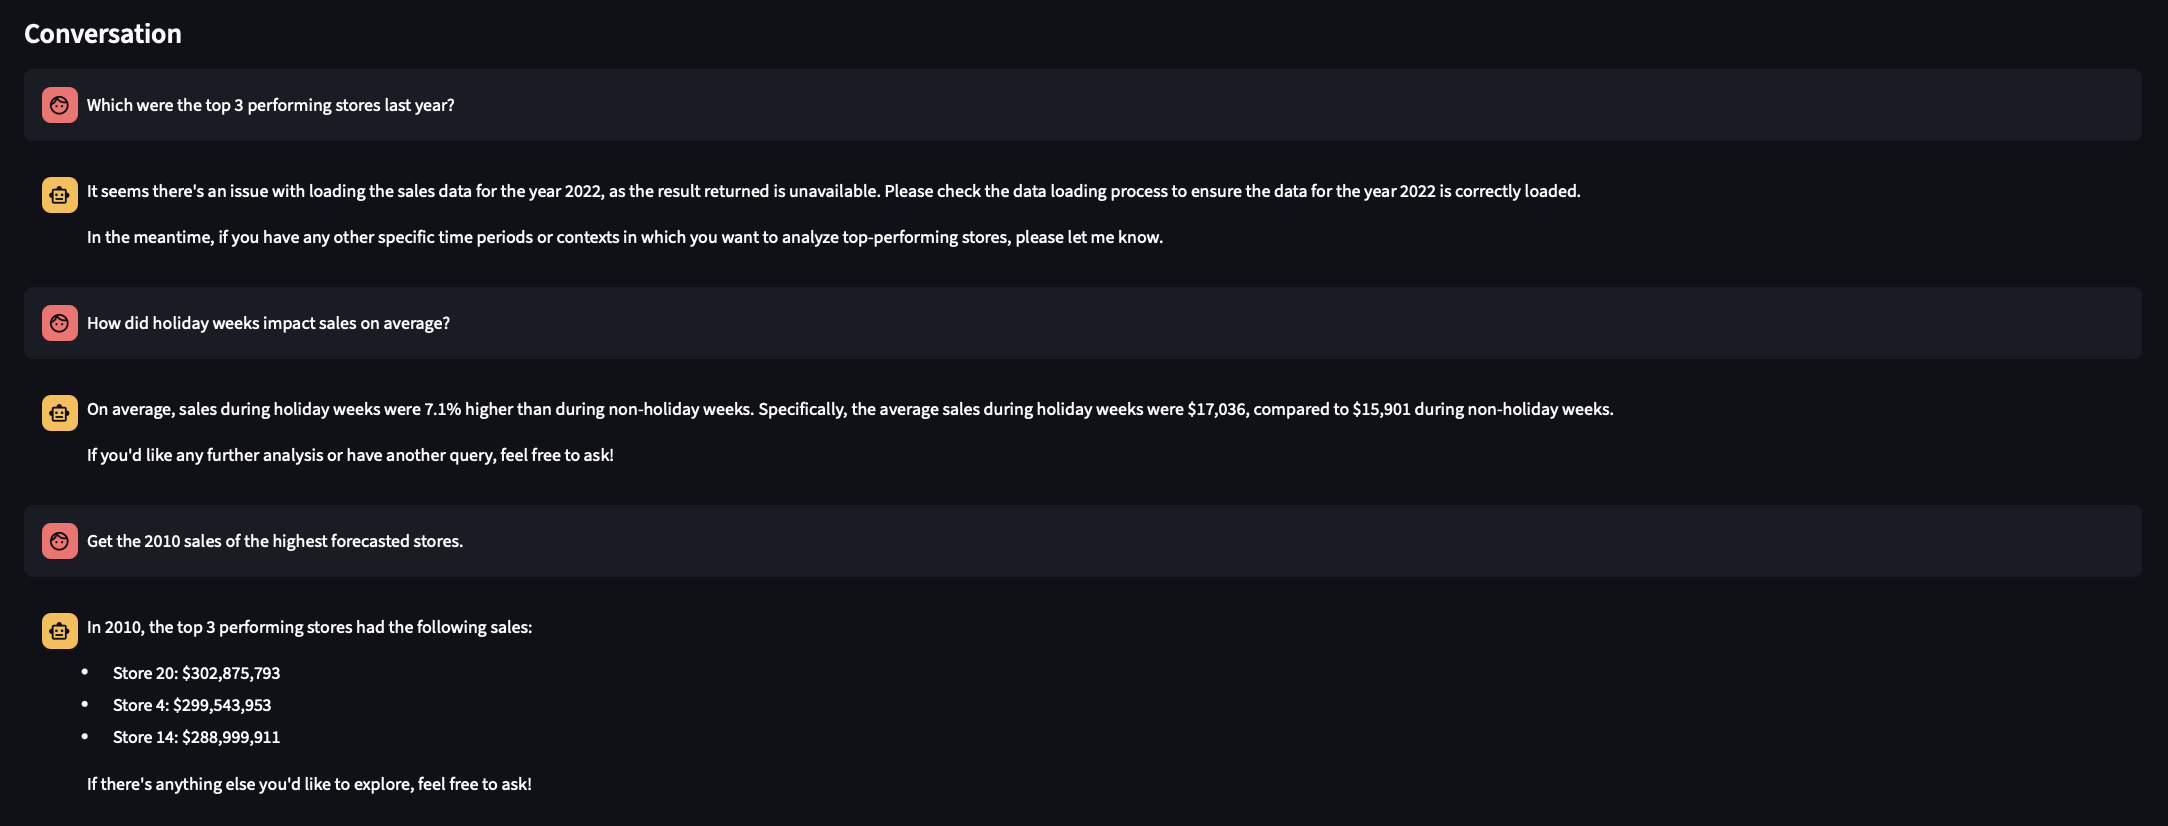 Conversation
Which were the top 3 performing stores last year?
It seems there's an issue with loading the sales data for the year 2022, as the result returned is unavailable. Please check the data loading process to ensure the data for the year 2022 is correctly loaded.
In the meantime, if you have any other specific time periods or contexts in which you want to analyze top-performing stores, please let me know.
How did holiday weeks impact sales on average?
On average, sales during holiday weeks were 7.1% higher than during non-holiday weeks. Specifically, the average sales during holiday weeks were $17,036, compared to $15,901 during non-holiday weeks.
If you'd like any further analysis or have another query, feel free to ask!
Get the 2010 sales of the highest forecasted stores.
In 2010, the top 3 performing stores had the following sales:
• Store 20: $302,875,793
• Store 4: $299,543,953
• Store 14: $288,999,911
If there's anything else you'd like to explore, feel free to ask!